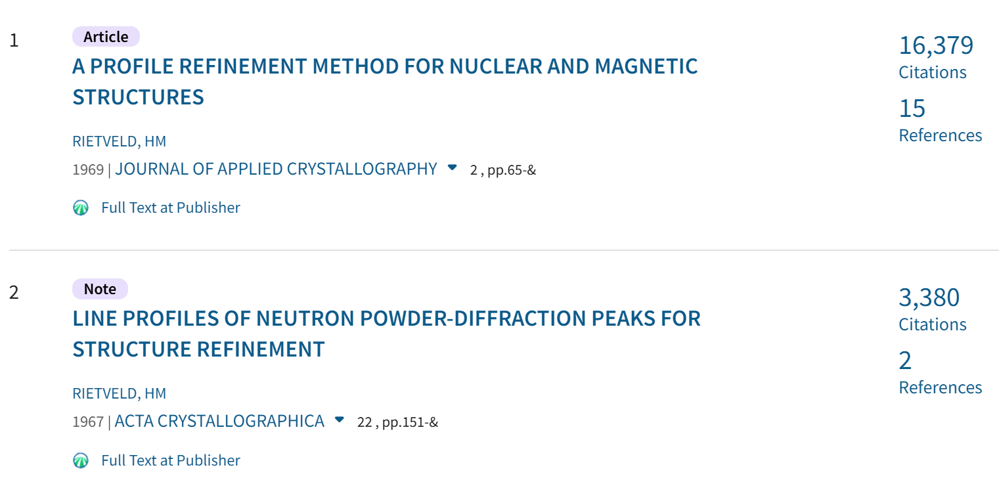 1
Article
A PROFILE REFINEMENT METHOD FOR NUCLEAR AND MAGNETIC
STRUCTURES
RIETVELD, HM
1969 | JOURNAL OF APPLIED CRYSTALLOGRAPHY 2 , pp.65-&
Full Text at Publisher
16,379
Citations
15
References
2
Note
LINE PROFILES OF NEUTRON POWDER-DIFFRACTION PEAKS FOR
STRUCTURE REFINEMENT
RIETVELD, HM
1967 | ACTA CRYSTALLOGRAPHICA 22 , pp.151-&
Full Text at Publisher
3,380
Citations
2
References